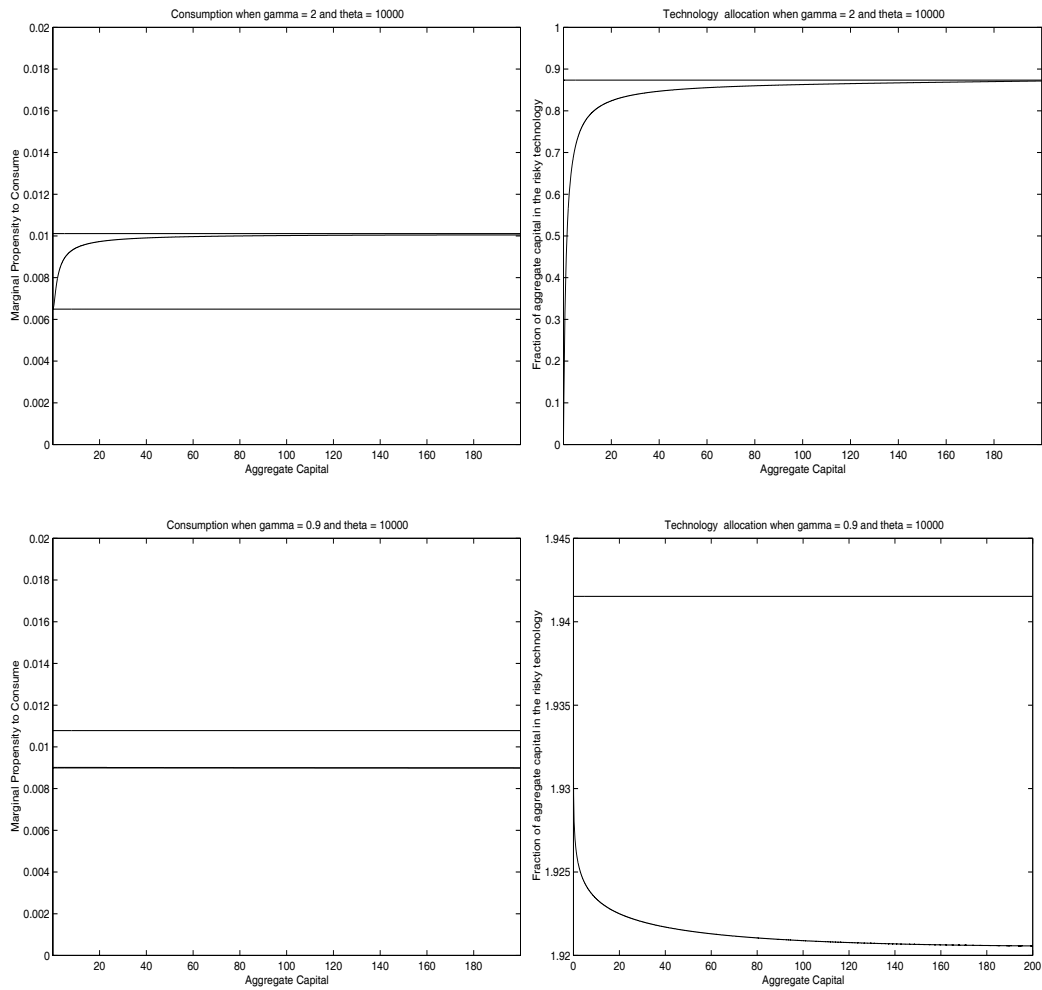 Consumption when gamma = 2 and theta = 10000
0.02
0.018
0.016
0.014
0.012
0.01
0.008
0.006
0.004
0.002
0
Marginal Propensity to Consume
20 40 60 80 100 120 140 160 180
Aggregate Capital
Technology allocation when gamma = 2 and theta = 10000
1
0.9
0.8
0.7
0.6
0.5
0.4
0.3
0.2
0.1
0
Fraction of aggregate capital in the risky technology
20 40 60 80 100 120 140 160 180
Aggregate Capital
Consumption when gamma = 0.9 and theta = 10000
0.02
0.018
0.016
0.014
0.012
0.01
0.008
0.006
0.004
0.002
0
Marginal Propensity to Consume
20 40 60 80 100 120 140 160 180
Aggregate Capital
Technology allocation when gamma = 0.9 and theta = 10000
1.945
1.94
1.935
1.93
1.925
1.92
Fraction of aggregate capital in the risky technology
0 20 40 60 80 100 120 140 160 180 200
Aggregate Capital